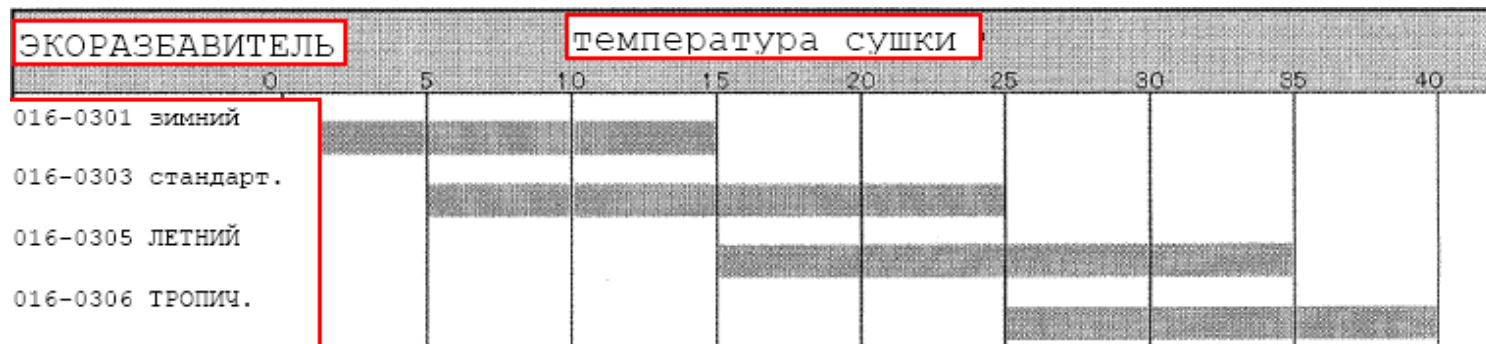 ЭКОРАЗБАВИТЕЛЬ температура сушки
0 5 10 15 20 25 30 35 40
016-0301 зимний
016-0303 стандарт.
016-0305 ЛЕТНИЙ
016-0306 ТРОПИЧ.